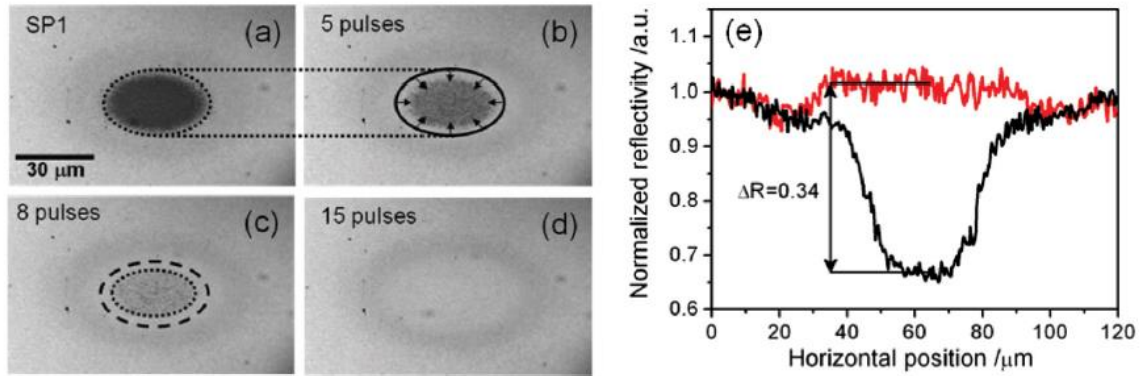 SP1
(a)
5 pulses
(b)
30 μm
8 pulses
(c)
15 pulses
(d)
(e)
Normalized reflectivity /a.u.
1.1
1.0
0.9
0.8
0.7
0.6
ΔR=0.34
0 20 40 60 80 100 120
Horizontal position /μm